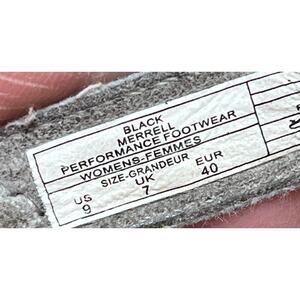 BLACK
MERRELL
PERFORMANCE FOOTWEAR
WOMENS-FEMMES
SIZE-GRANDEUR
US UK EUR
9 7 40